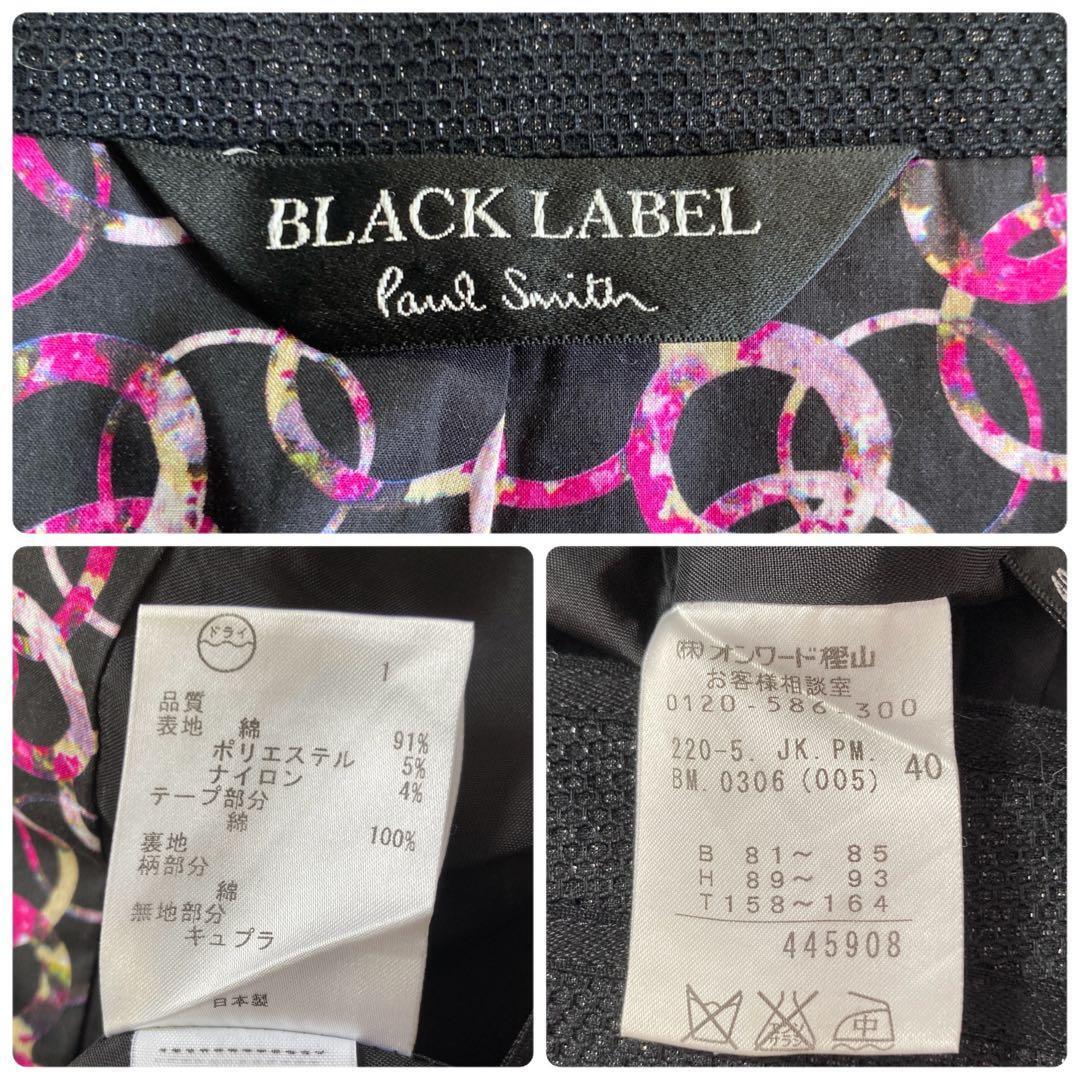 BLACK LABEL
Paul Smith
ドライ
1
品質
表地 綿 91%
ポリエステル 5%
ナイロン 4%
テープ部分
綿 100%
裏地
柄部分
綿
無地部分
キュプラ
日本製
(株)オンワード樫山
お客様相談室
0120-586-300
220-5. JK. PM. 40
BM. 0306 (005)
B 81～ 85
H 89～ 93
T 158～164
445908
中